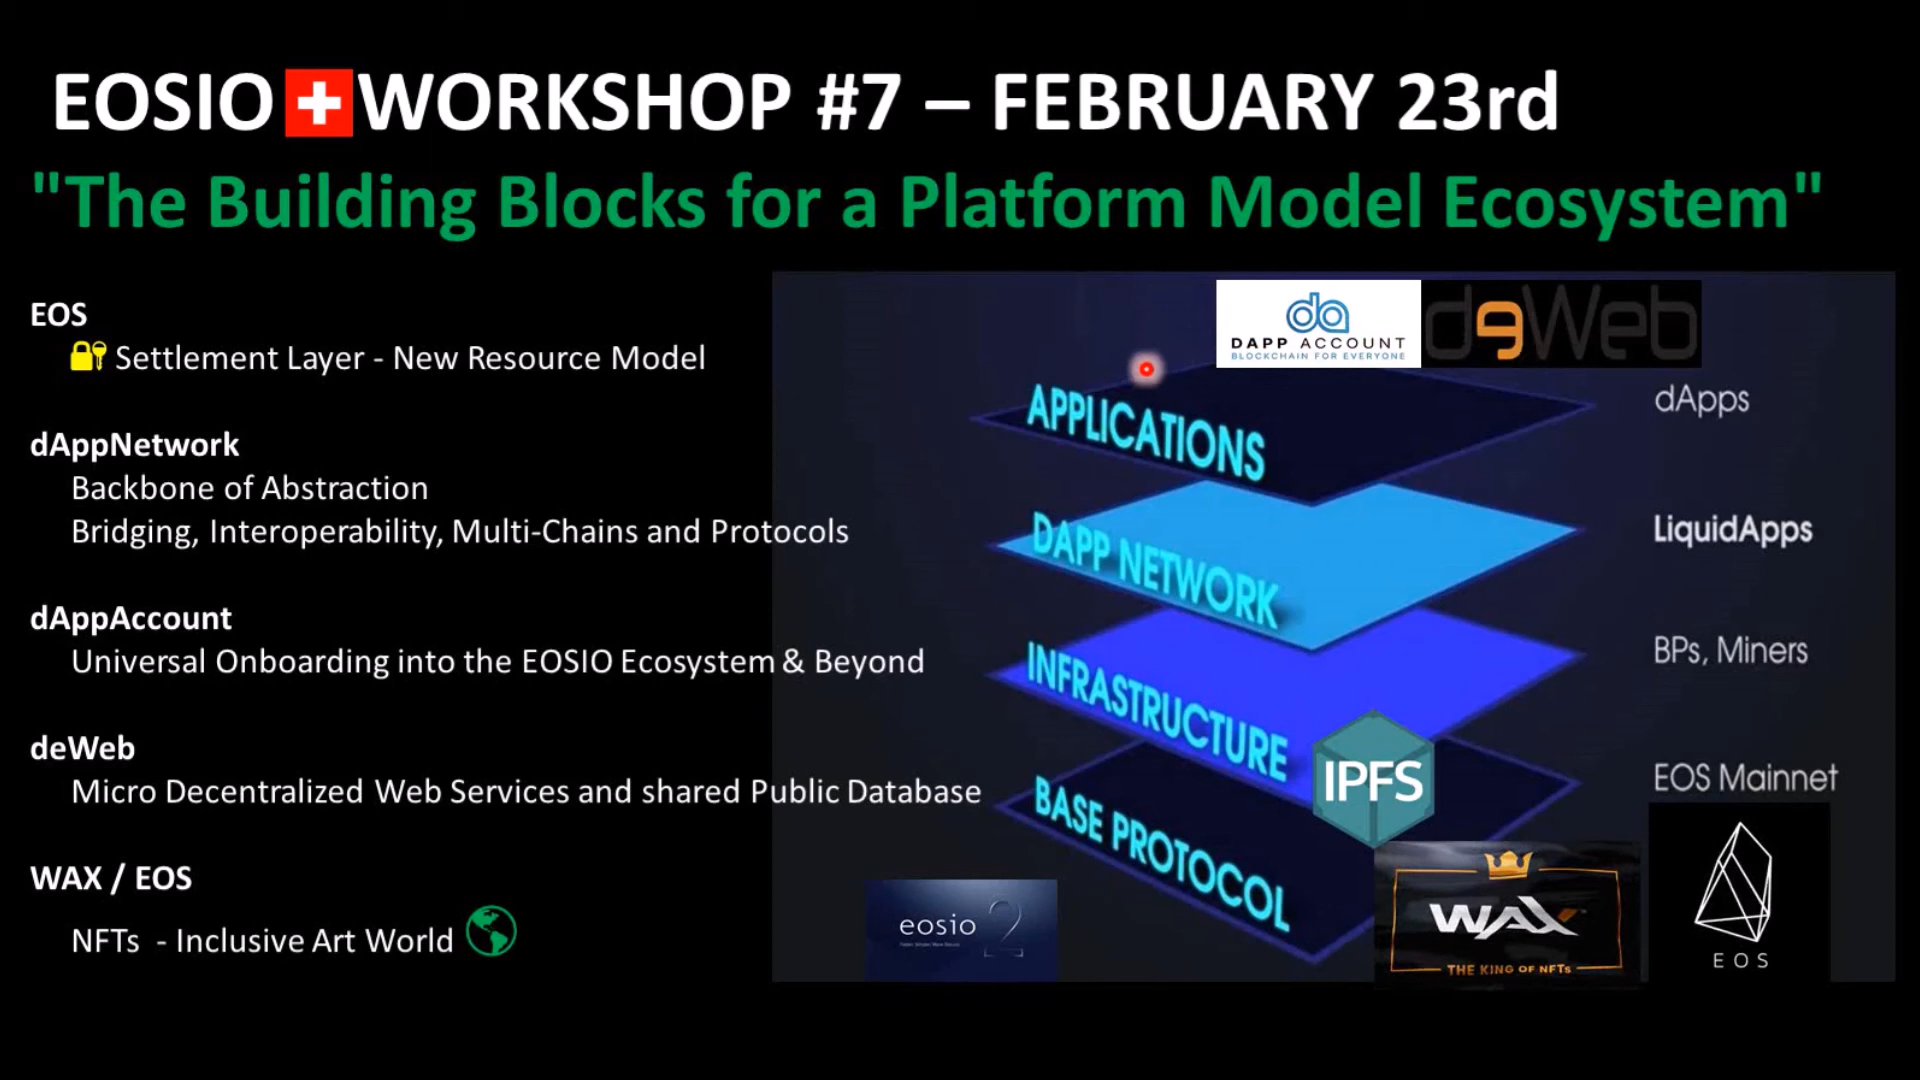 EOSIO WORKSHOP #7 – FEBRUARY 23rd
"The Building Blocks for a Platform Model Ecosystem"
EOS
Settlement Layer - New Resource Model
dAppNetwork
Backbone of Abstraction
Bridging, Interoperability, Multi-Chains and Protocols
dAppAccount
Universal Onboarding into the EOSIO Ecosystem & Beyond
deWeb
Micro Decentralized Web Services and shared Public Database
WAX / EOS
NFTs - Inclusive Art World
da
DAPP ACCOUNT
BLOCKCHAIN FOR EVERYONE
deWeb
APPLICATIONS
dApps
DAPP NETWORK
LiquidApps
INFRASTRUCTURE
BPs, Miners
IPFS
BASE PROTOCOL
EOS Mainnet
eosio 2
WAX
THE KING OF NFTs
EOS